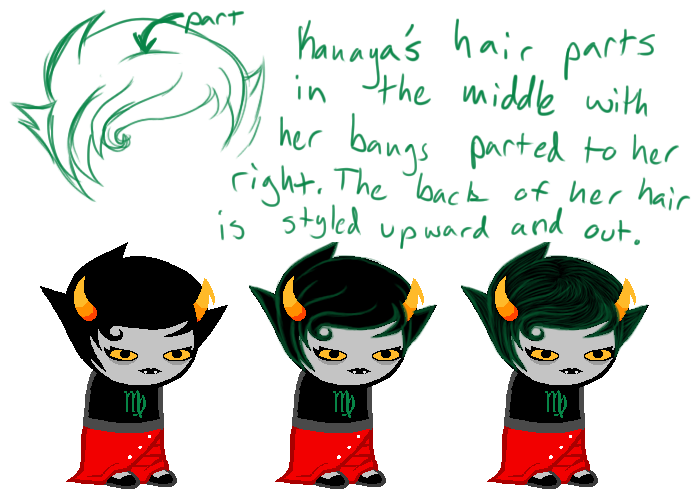 part
Kanaya's hair parts
in the middle with
her bangs parted to her
right. The back of her hair
is styled upward and out.
♍ ♍ ♍